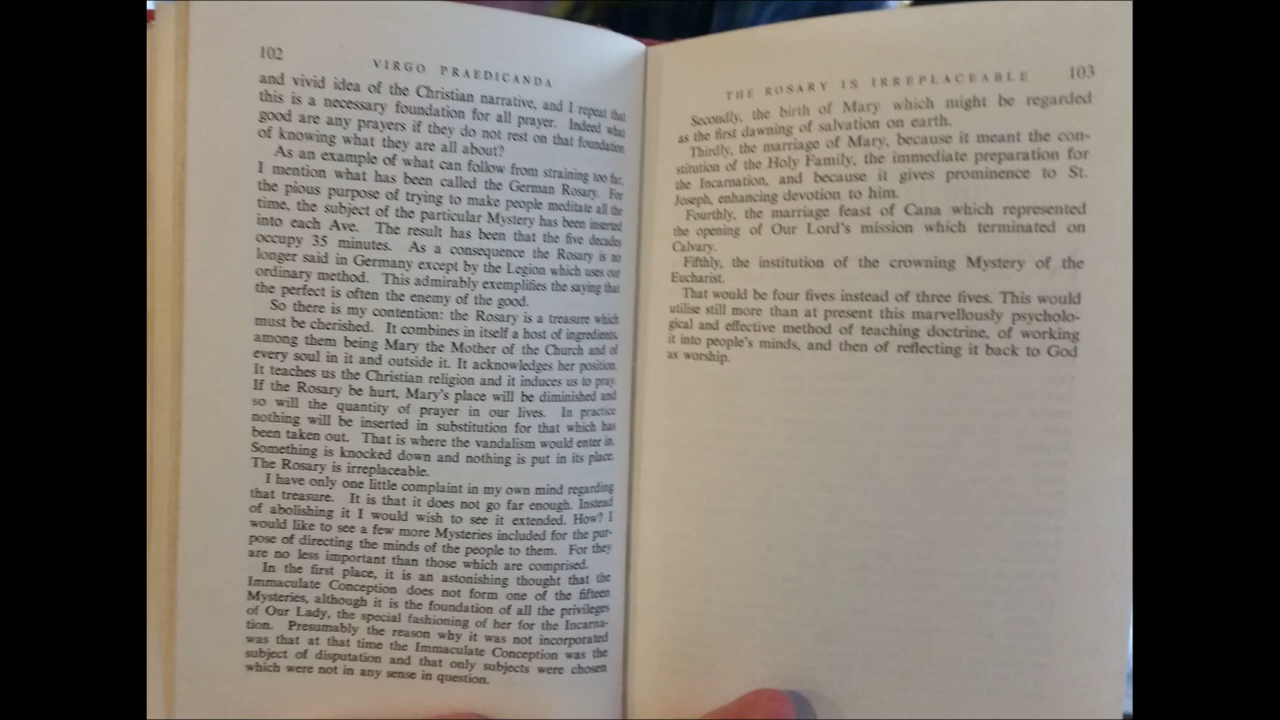 102
VIRGO PRAEDICANDA
and vivid idea of the Christian narrative, and I repeat that
this is a necessary foundation for all prayer. Indeed what
good are any prayers if they do not rest on that foundation
of knowing what they are all about?
As an example of what can follow from straining too far,
I mention what has been called the German Rosary. For
the pious purpose of trying to make people meditate all the
time, the subject of the particular Mystery has been inserted
into each Ave. The result has been that the five decades
occupy 35 minutes. As a consequence the Rosary is no
longer said in Germany except by the Legion which uses our
ordinary method. This admirably exemplifies the saying that
the perfect is often the enemy of the good.
So there is my contention: the Rosary is a treasure which
must be cherished. It combines in itself a host of ingredients,
among them being Mary the Mother of the Church and of
every soul in it and outside it. It acknowledges her position.
It teaches us the Christian religion and it induces us to pray.
If the Rosary be hurt, Mary's place will be diminished and
so will the quantity of prayer in our lives. In practice
nothing will be inserted in substitution for that which has
been taken out. That is where the vandalism would enter in.
Something is knocked down and nothing is put in its place.
The Rosary is irreplaceable.
I have only one little complaint in my own mind regarding
that treasure. It is that it does not go far enough. Instead
of abolishing it I would wish to see it extended. How? I
would like to see a few more Mysteries included for the pur-
pose of directing the minds of the people to them. For they
are no less important than those which are comprised.
In the first place, it is an astonishing thought that the
Immaculate Conception does not form one of the fifteen
Mysteries, although it is the foundation of all the privileges
of Our Lady, the special fashioning of her for the Incarna-
tion. Presumably the reason why it was not incorporated
was that at that time the Immaculate Conception was the
subject of disputation and that only subjects were chosen
which were not in any sense in question.
THE ROSARY IS IRREPLACEABLE
103
Secondly, the birth of Mary which might be regarded
as the first dawning of salvation on earth.
Thirdly, the marriage of Mary, because it meant the con-
stitution of the Holy Family, the immediate preparation for
the Incarnation, and because it gives prominence to St.
Joseph, enhancing devotion to him.
Fourthly, the marriage feast of Cana which represented
the opening of Our Lord's mission which terminated on
Calvary.
Fifthly, the institution of the crowning Mystery of the
Eucharist.
That would be four fives instead of three fives. This would
utilise still more than at present this marvellously psycholo-
gical and effective method of teaching doctrine, of working
it into people's minds, and then of reflecting it back to God
as worship.